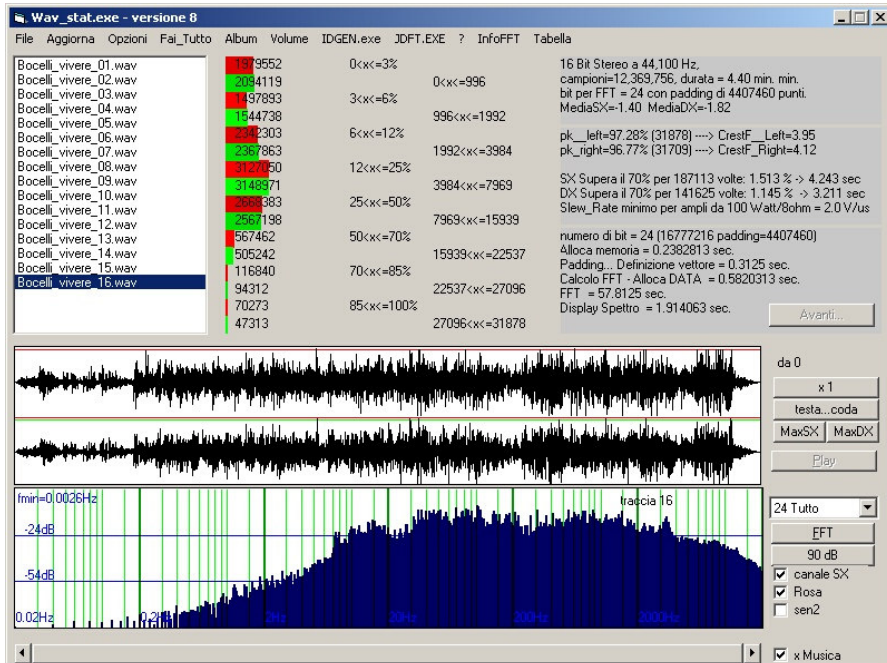 Wav_stat.exe - versione 8
File Aggiorna Opzioni Fai_Tutto Album Volume IDGEN.exe JDFT.EXE ? InfoFFT Tabella
Bocelli_vivere_01.wav
Bocelli_vivere_02.wav
Bocelli_vivere_03.wav
Bocelli_vivere_04.wav
Bocelli_vivere_05.wav
Bocelli_vivere_06.wav
Bocelli_vivere_07.wav
Bocelli_vivere_08.wav
Bocelli_vivere_09.wav
Bocelli_vivere_10.wav
Bocelli_vivere_11.wav
Bocelli_vivere_12.wav
Bocelli_vivere_13.wav
Bocelli_vivere_14.wav
Bocelli_vivere_15.wav
Bocelli_vivere_16.wav
1979552 0<x<=3%
2094119 0<x<=996
1497893 3<x<=6%
1544738 996<x<=1992
2342303 6<x<=12%
2367863 1992<x<=3984
3127050 12<x<=25%
3148971 3984<x<=7969
2668383 25<x<=50%
2567198 7969<x<=15939
567462 50<x<=70%
505242 15939<x<=22537
116840 70<x<=85%
94312 22537<x<=27096
70273 85<x<=100%
47313 27096<x<=31878
16 Bit Stereo a 44,100 Hz,
campioni=12,369,756, durata = 4.40 min. min.
bit per FFT = 24 con padding di 4407460 punti.
MediaSX=-1.40 MediaDX=-1.82
pk__left=97.28% (31878) ----> CrestF__Left=3.95
pk_right=96.77% (31709) ----> CrestF_Right=4.12
SX Supera il 70% per 187113 volte: 1.513 % -> 4.243 sec
DX Supera il 70% per 141625 volte: 1.145 % -> 3.211 sec
Slew_Rate minimo per ampli da 100 Watt/8ohm = 2.0 V/us
numero di bit = 24 (16777216 padding=4407460)
Alloca memoria = 0.2382813 sec.
Padding... Definizione vettore = 0.3125 sec.
Calcolo FFT - Alloca DATA = 0.5820313 sec.
FFT = 57.8125 sec.
Display Spettro = 1.914063 sec.
Avanti...
da 0
x 1
testa...coda
MaxSX MaxDX
Play
fmin=0.0026Hz
traccia 16
-24dB
-54dB
0.02Hz 0.2Hz 2Hz 20Hz 200Hz 2000Hz
24 Tutto
FFT
90 dB
canale SX
Rosa
sen2
x Musica